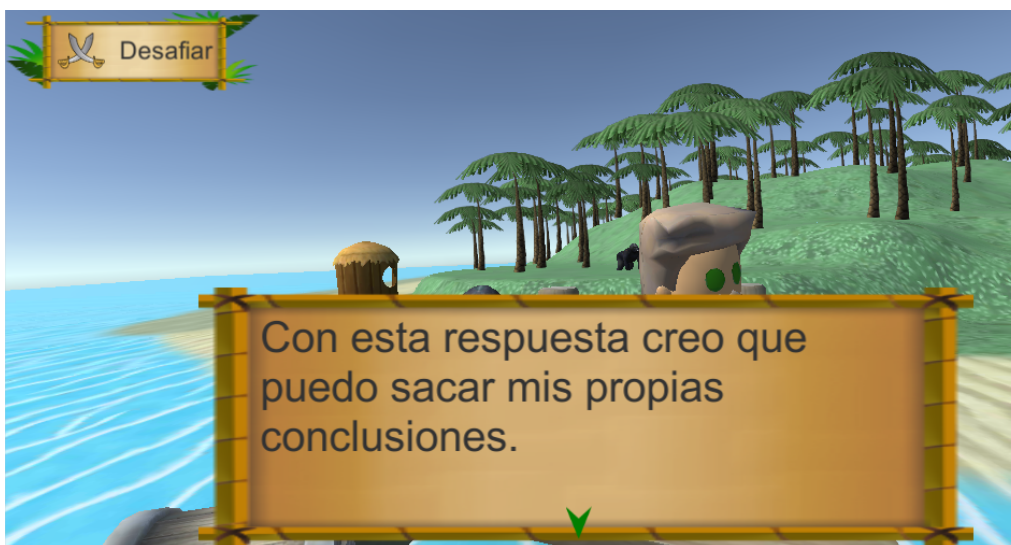 Desafiar
Con esta respuesta creo que
puedo sacar mis propias
conclusiones.